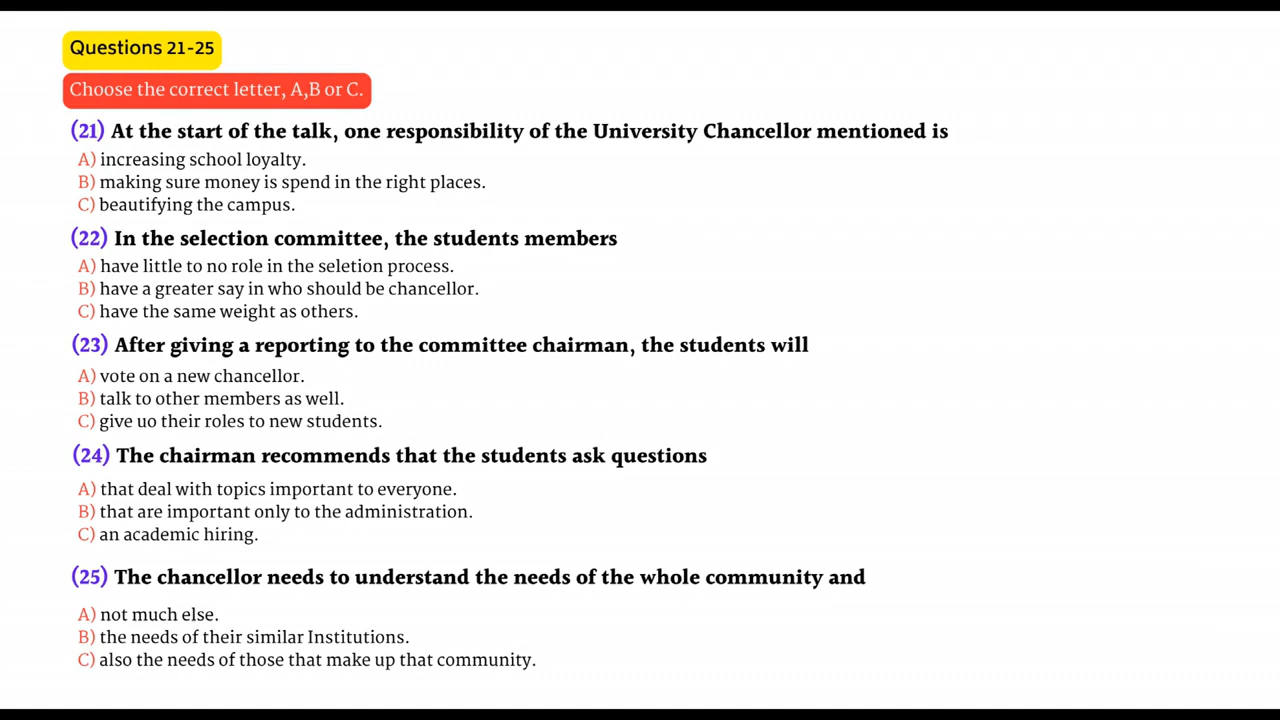 Questions 21-25
Choose the correct letter, A,B or C.
(21) At the start of the talk, one responsibility of the University Chancellor mentioned is
A) increasing school loyalty.
B) making sure money is spend in the right places.
C) beautifying the campus.
(22) In the selection committee, the students members
A) have little to no role in the seletion process.
B) have a greater say in who should be chancellor.
C) have the same weight as others.
(23) After giving a reporting to the committee chairman, the students will
A) vote on a new chancellor.
B) talk to other members as well.
C) give uo their roles to new students.
(24) The chairman recommends that the students ask questions
A) that deal with topics important to everyone.
B) that are important only to the administration.
C) an academic hiring.
(25) The chancellor needs to understand the needs of the whole community and
A) not much else.
B) the needs of their similar Institutions.
C) also the needs of those that make up that community.